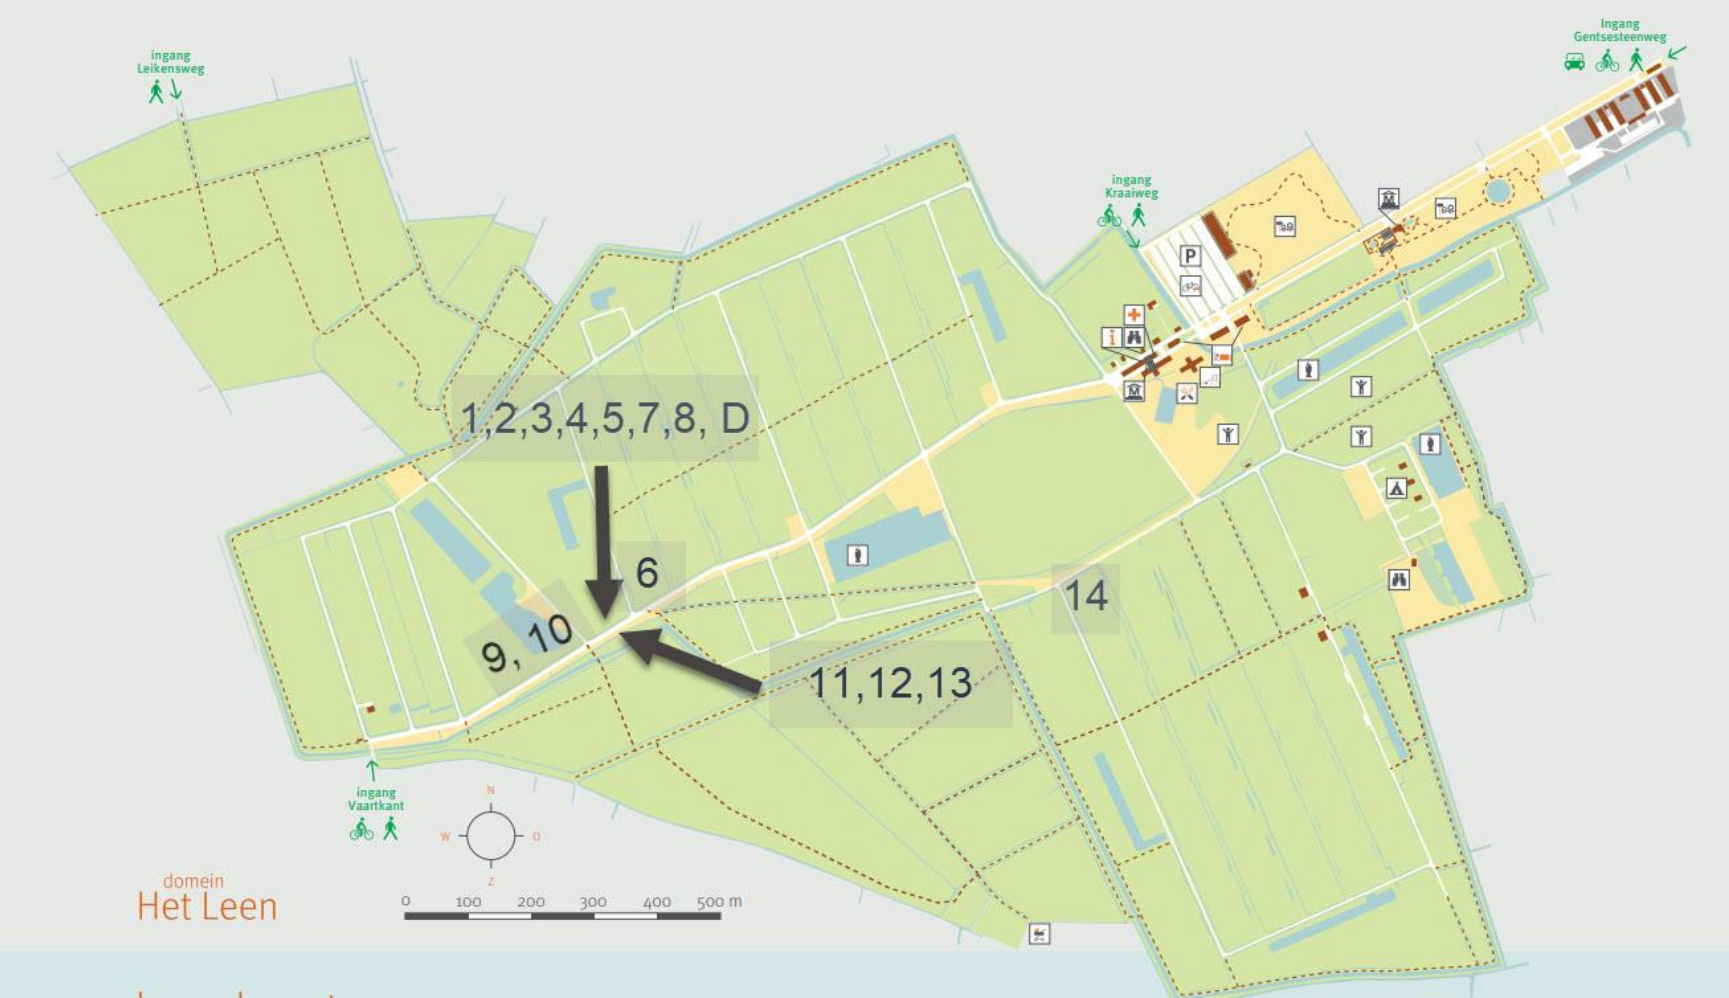 Ingang
Gentsesteenweg
ingang
Leikensweg
ingang
Kraaiweg
P
i
M
M
1,2,3,4,5,7,8, D
6
9, 10
14
11,12,13
ingang
Vaartkant
N
W
O
Z
domein
Het Leen
0 100 200 300 400 500 m